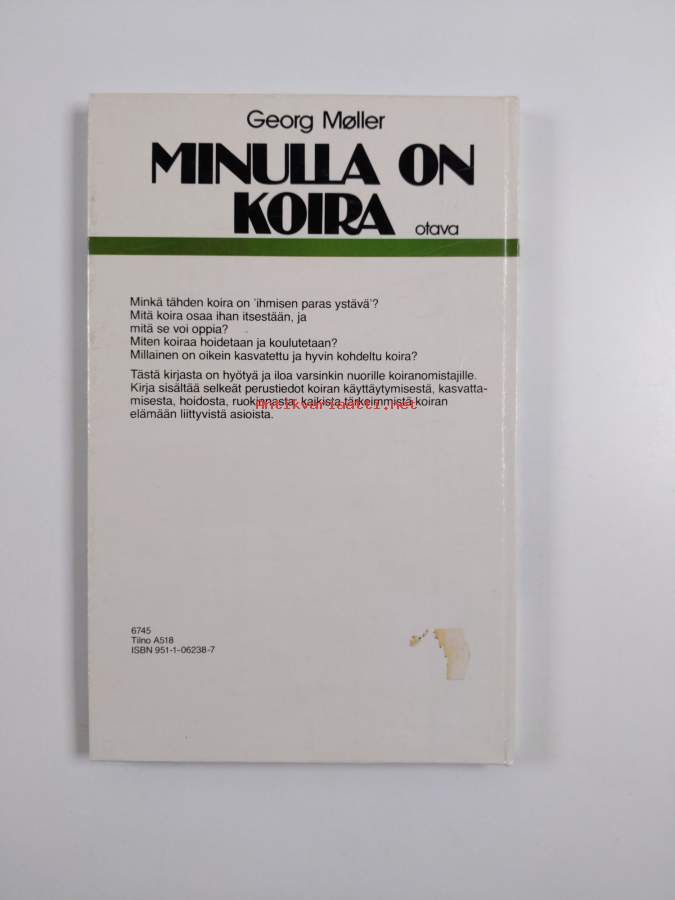 Georg Møller
MINULLA ON
KOIRA
otava
Minkä tähden koira on 'ihmisen paras ystävä'?
Mitä koira osaa ihan itsestään, ja
mitä se voi oppia?
Miten koiraa hoidetaan ja koulutetaan?
Millainen on oikein kasvatettu ja hyvin kohdeltu koira?
Tästä kirjasta on hyötyä ja iloa varsinkin nuorille koiranomistajille.
Kirja sisältää selkeät perustiedot koiran käyttäytymisestä, kasvatta-
misesta, hoidosta, ruokinnasta, kaikista tärkeimmistä koiran
elämään liittyvistä asioista.
Antikvariaatti.net
6745
Tilno A518
ISBN 951-1-06238-7